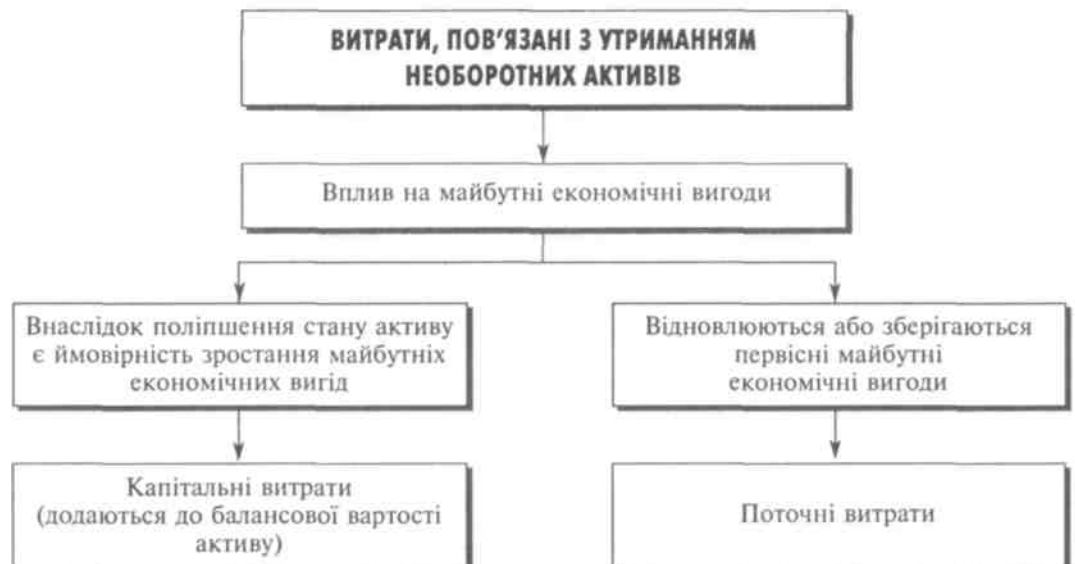 ВИТРАТИ, ПОВ'ЯЗАНІ З УТРИМАННЯМ
НЕОБОРОТНИХ АКТИВІВ
Вплив на майбутні економічні вигоди
Внаслідок поліпшення стану активу
є ймовірність зростання майбутніх
економічних вигід
Відновлюються або зберігаються
первісні майбутні
економічні вигоди
Капітальні витрати
(додаються до балансової вартості
активу)
Поточні витрати